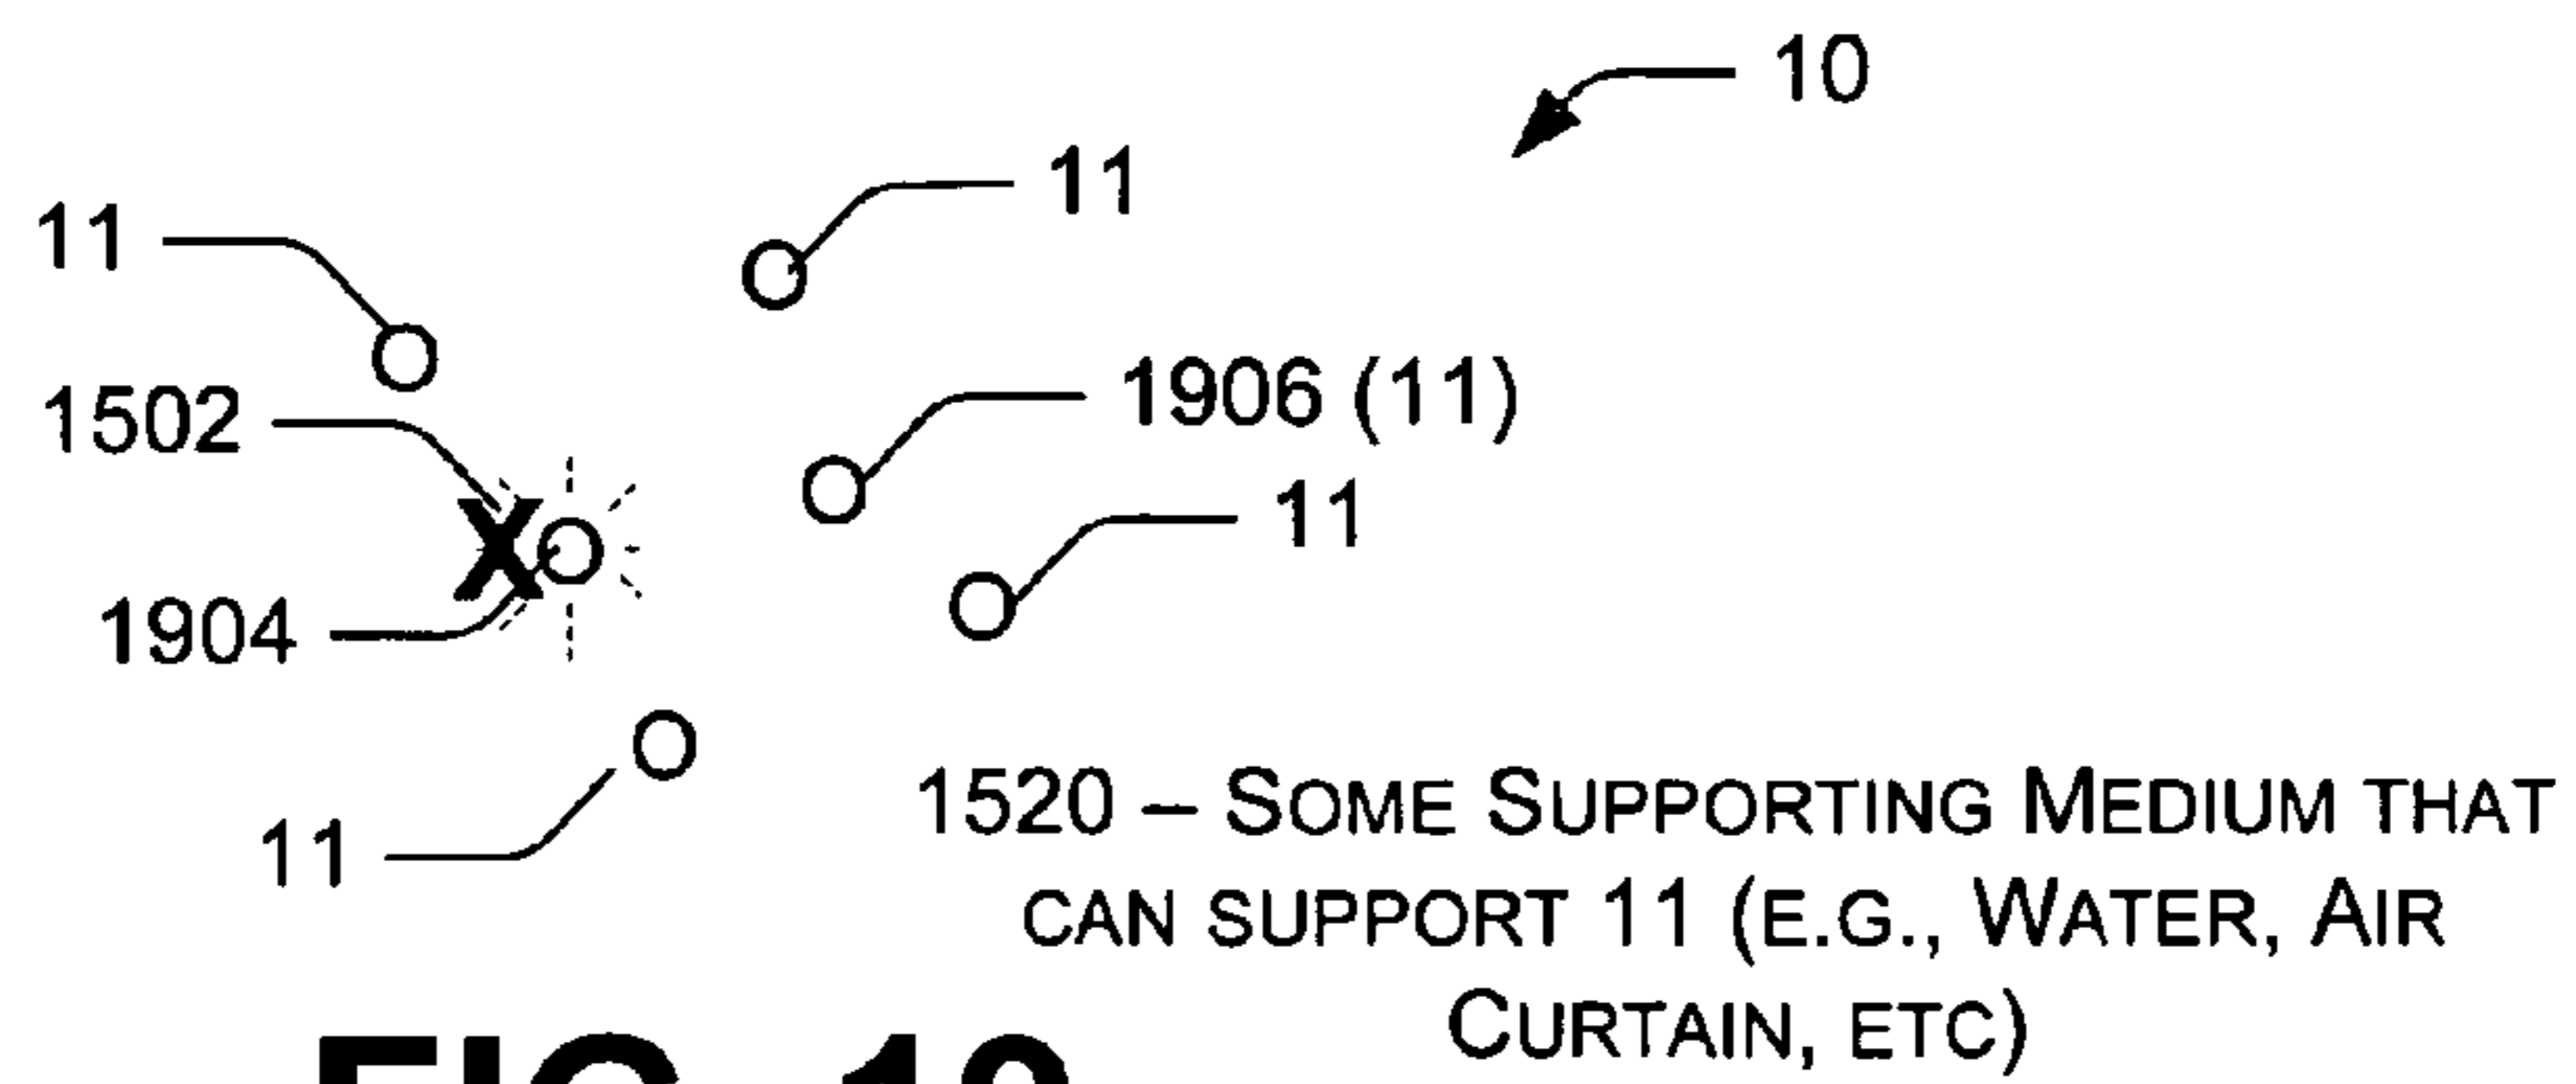 10
11
11
1906 (11)
1502
11
1904
X
1520 – SOME SUPPORTING MEDIUM THAT
CAN SUPPORT 11 (E.G., WATER, AIR
11
CURTAIN, ETC)
FIG.